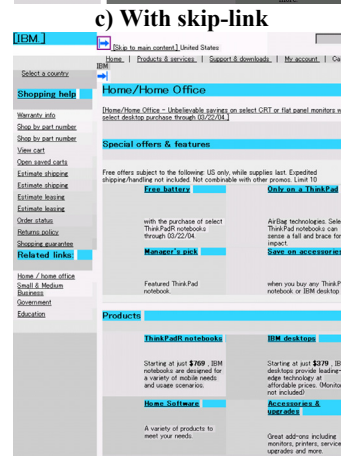 c) With skip-link
[IBM.]
[Skip to main content.] United States
Home | Products & services | Support & downloads | My account | Ca
IBM
Select a country
Home/Home Office
Shopping help
[Home/Home Office - Unbelievable savings on select CRT or flat panel monitors w
select desktop purchase through 03/22/04.]
Warranty info
Shop by part number
Shop by part number
View cart
Open saved carts
Estimate shipping
Estimate shipping
Estimate leasing
Estimate leasing
Order status
Returns policy
Shopping guarantee
Related links:
Home / home office
Small & Medium
Business
Government
Education
Special offers & features
Free offers subject to the following: US only, while supplies last. Expedited
shipping/handling not included. Not combinable with other promos. Limit 10
Free battery
with the purchase of select
ThinkPadR notebooks
through 03/22/04.
Only on a ThinkPad
AirBag technologies. Sele
ThinkPad notebooks can
sense a fall and brace for
impact.
Manager's pick
Featured ThinkPad
notebook.
Save on accessories
when you buy any ThinkP
notebook or IBM desktop
Products
ThinkPadR notebooks
Starting at just $769 , IBM
notebooks are designed for
a variety of mobile needs
and usage scenarios.
IBM desktops
Starting at just $379 , IB
desktops provide leading-
edge technology at
affordable prices. (Monito
not included)
Home Software
A variety of products to
meet your needs.
Accessories &
upgrades
Great add-ons including
monitors, printers, service
upgrades and more.